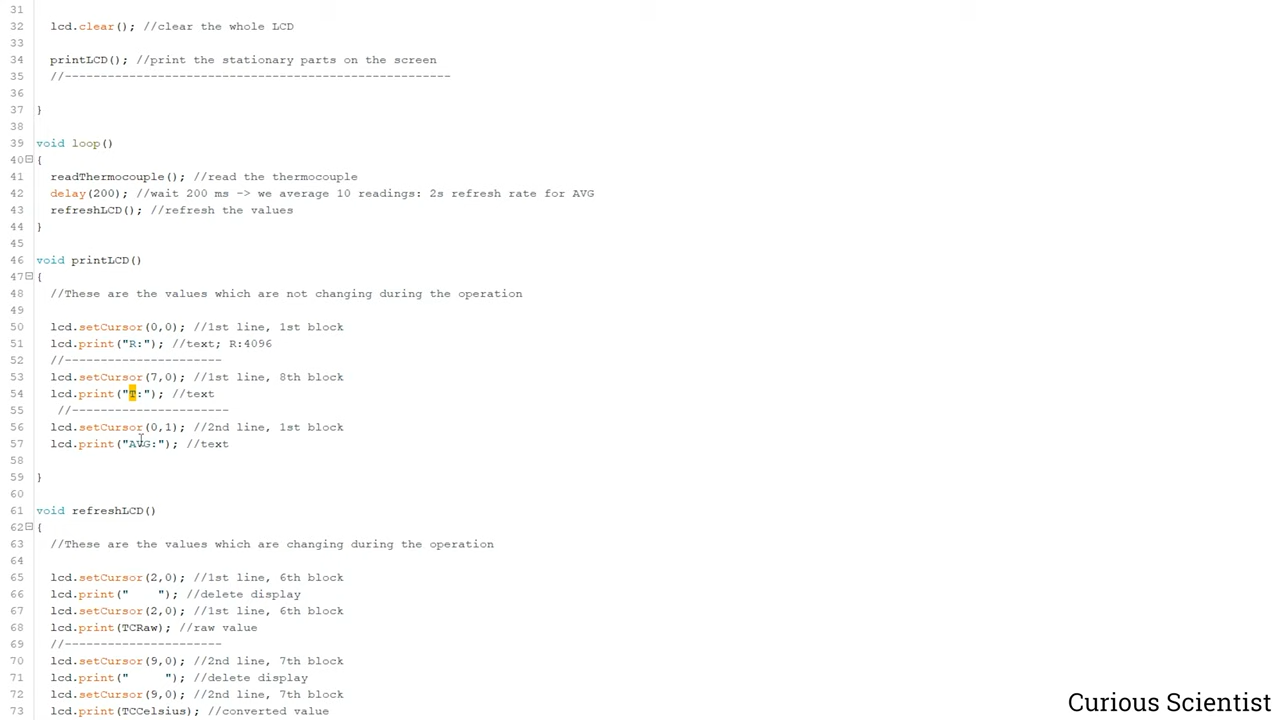 31
32 lcd.clear(); //clear the whole LCD
33
34 printLCD(); //print the stationary parts on the screen
35 //------------------------------------------------------
36
37 }
38
39 void loop()
40 {
41 readThermocouple(); //read the thermocouple
42 delay(200); //wait 200 ms -> we average 10 readings: 2s refresh rate for AVG
43 refreshLCD(); //refresh the values
44 }
45
46 void printLCD()
47 {
48 //These are the values which are not changing during the operation
49
50 lcd.setCursor(0,0); //1st line, 1st block
51 lcd.print("R:"); //text; R:4096
52 //----------------------
53 lcd.setCursor(7,0); //1st line, 8th block
54 lcd.print("T:"); //text
55 //----------------------
56 lcd.setCursor(0,1); //2nd line, 1st block
57 lcd.print("AVG:"); //text
58
59 }
60
61 void refreshLCD()
62 {
63 //These are the values which are changing during the operation
64
65 lcd.setCursor(2,0); //1st line, 6th block
66 lcd.print("    "); //delete display
67 lcd.setCursor(2,0); //1st line, 6th block
68 lcd.print(TCRaw); //raw value
69 //----------------------
70 lcd.setCursor(9,0); //2nd line, 7th block
71 lcd.print("     "); //delete display
72 lcd.setCursor(9,0); //2nd line, 7th block
73 lcd.print(TCCelsius); //converted value
Curious Scientist